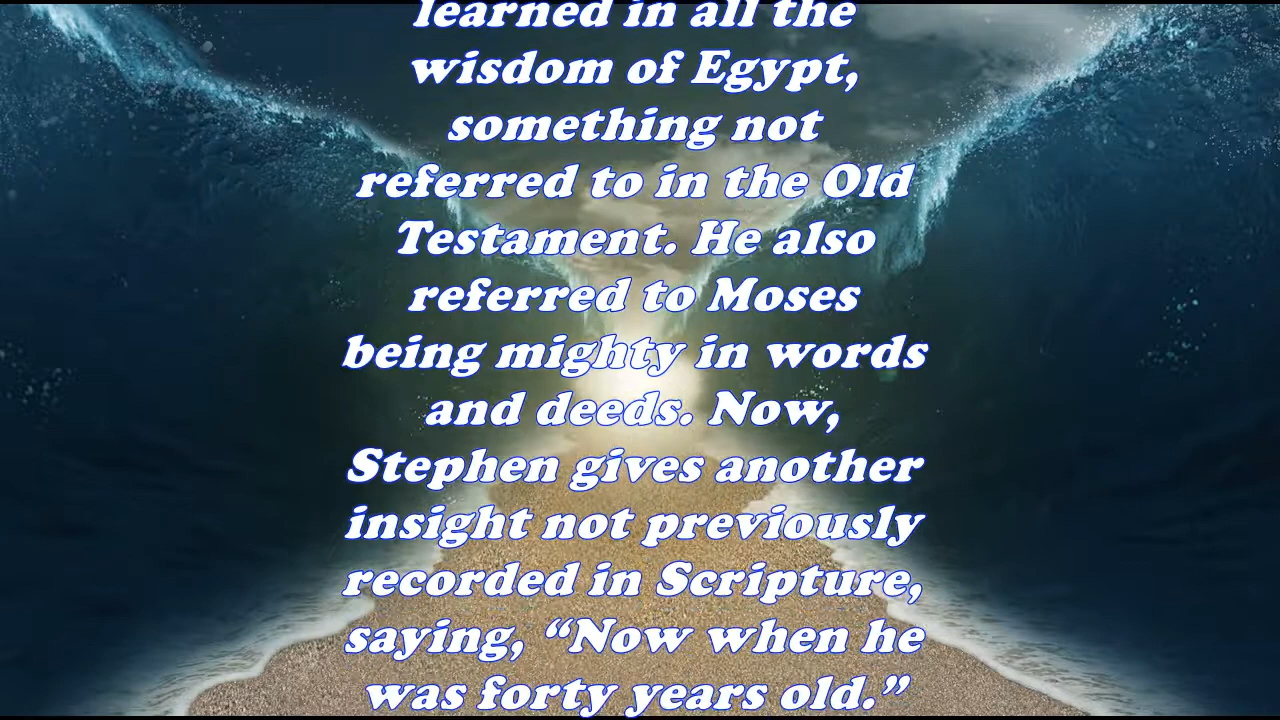 learned in all the
wisdom of Egypt,
something not
referred to in the Old
Testament. He also
referred to Moses
being mighty in words
and deeds. Now,
Stephen gives another
insight not previously
recorded in Scripture,
saying, “Now when he
was forty years old.”